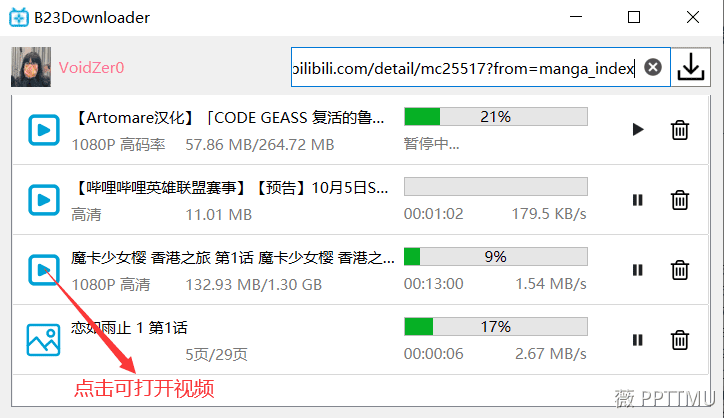 B23Downloader
VoidZer0
bilibili.com/detail/mc25517?from=manga_index
【Artomare汉化】「CODE GEASS 复活的鲁...
21%
1080P 高码率 57.86 MB/264.72 MB
暂停中...
【哔哩哔哩英雄联盟赛事】【预告】10月5日S...
高清 11.01 MB
00:01:02 179.5 KB/s
魔卡少女樱 香港之旅 第1话 魔卡少女樱 香港之...
9%
1080P 高清 132.93 MB/1.30 GB
00:13:00 1.54 MB/s
恋如雨止 1 第1话
17%
5页/29页
00:00:06 2.67 MB/s
点击可打开视频
薇 PPTTMU